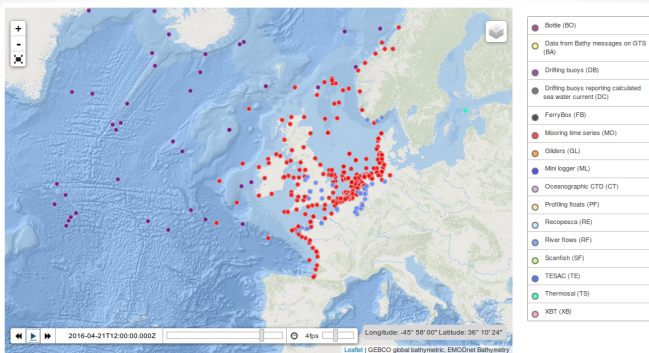 +
-
Bottle (BO)
Data from Bathy messages on GTS
(BA)
Drifting buoys (DB)
Drifting buoys reporting calculated
sea water current (DC)
FerryBox (FB)
Mooring time series (MO)
Gliders (GL)
Mini logger (ML)
Oceanographic CTD (CT)
Profiling floats (PF)
Recopesca (RE)
River flows (RF)
Scanfish (SF)
TESAC (TE)
Thermosal (TS)
XBT (XB)
2016-04-21T12:00:00.000Z
4fps
Longitude: -45° 58' 00" Latitude: 36° 10' 24"
Leaflet | GEBCO global bathymetric, EMODnet Bathymetry